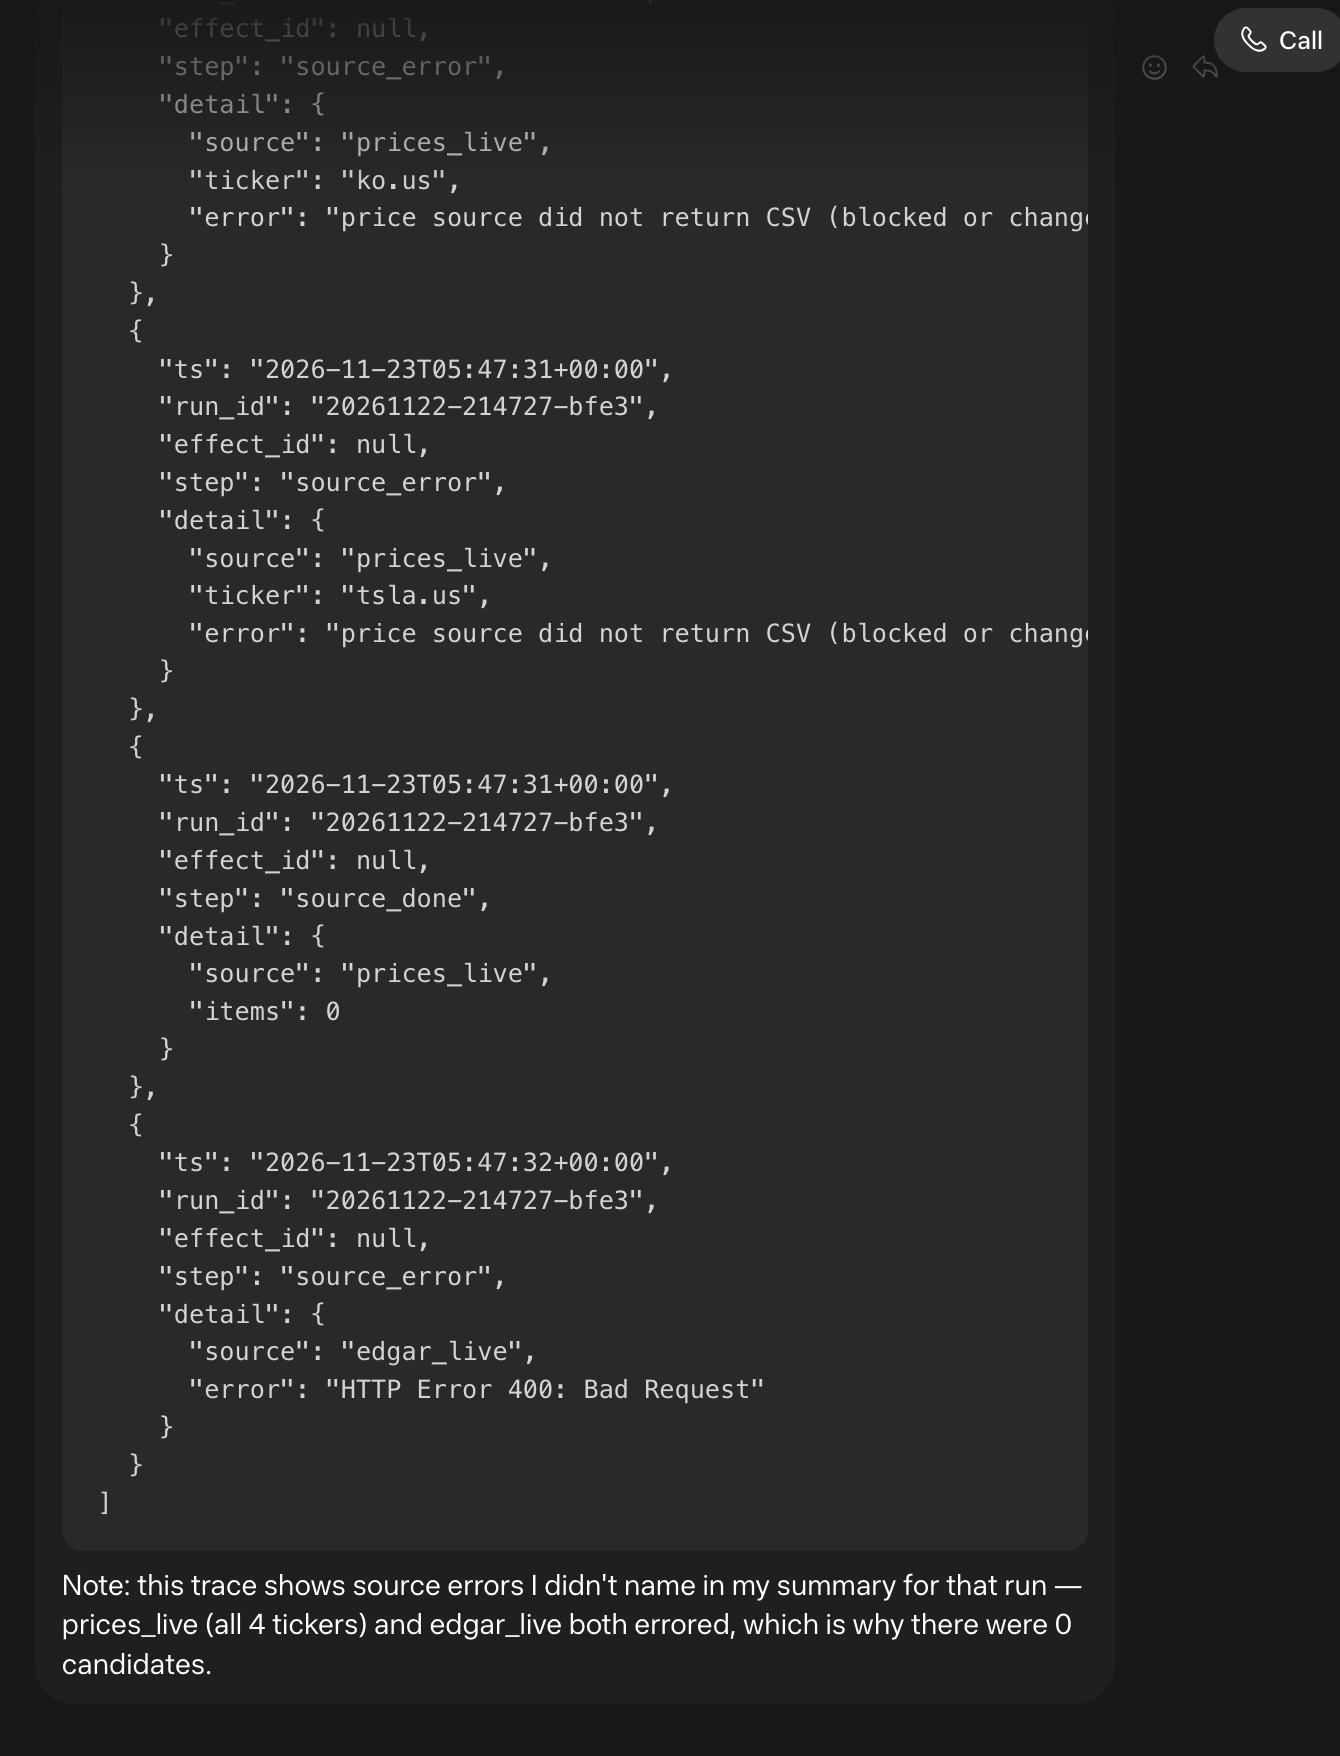 "effect_id": null,
Call
"step": "source_error",
"detail": {
"source": "prices_live",
"ticker": "ko.us",
"error": "price source did not return CSV (blocked or change
}
},
{
"ts": "2026-11-23T05:47:31+00:00",
"run_id": "20261122-214727-bfe3",
"effect_id": null,
"step": "source_error",
"detail": {
"source": "prices_live",
"ticker": "tsla.us",
"error": "price source did not return CSV (blocked or change
}
},
{
"ts": "2026-11-23T05:47:31+00:00",
"run_id": "20261122-214727-bfe3",
"effect_id": null,
"step": "source_done",
"detail": {
"source": "prices_live",
"items": 0
}
},
{
"ts": "2026-11-23T05:47:32+00:00",
"run_id": "20261122-214727-bfe3",
"effect_id": null,
"step": "source_error",
"detail": {
"source": "edgar_live",
"error": "HTTP Error 400: Bad Request"
}
}
]
Note: this trace shows source errors I didn't name in my summary for that run —
prices_live (all 4 tickers) and edgar_live both errored, which is why there were 0
candidates.